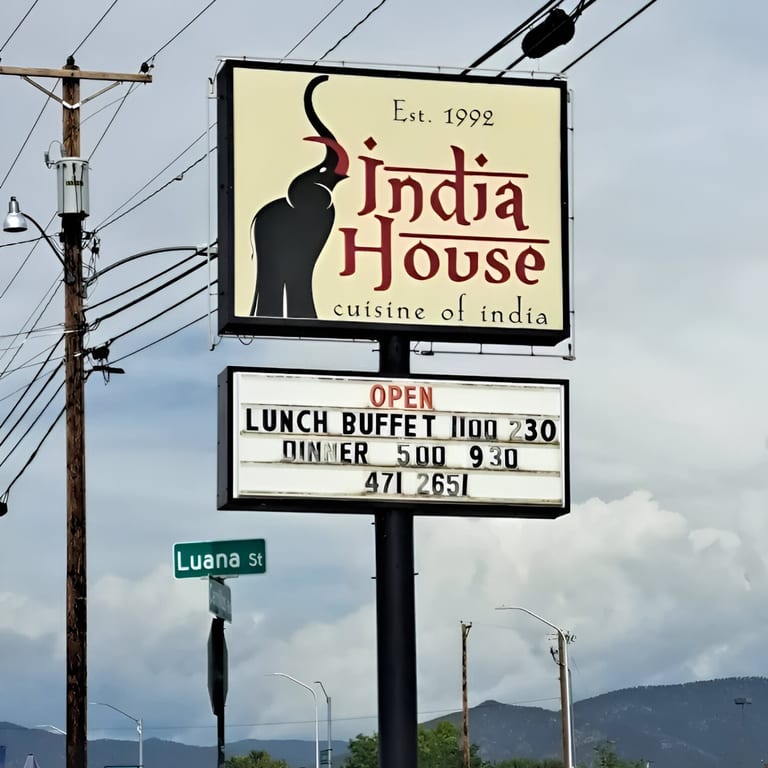 Est. 1992
India
House
cuisine of india
OPEN
LUNCH BUFFET 1100 230
DINNER 500 930
471 2651
Luana St